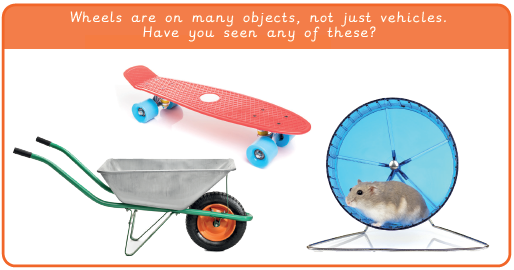 Wheels are on many objects, not just vehicles.
Have you seen any of these?